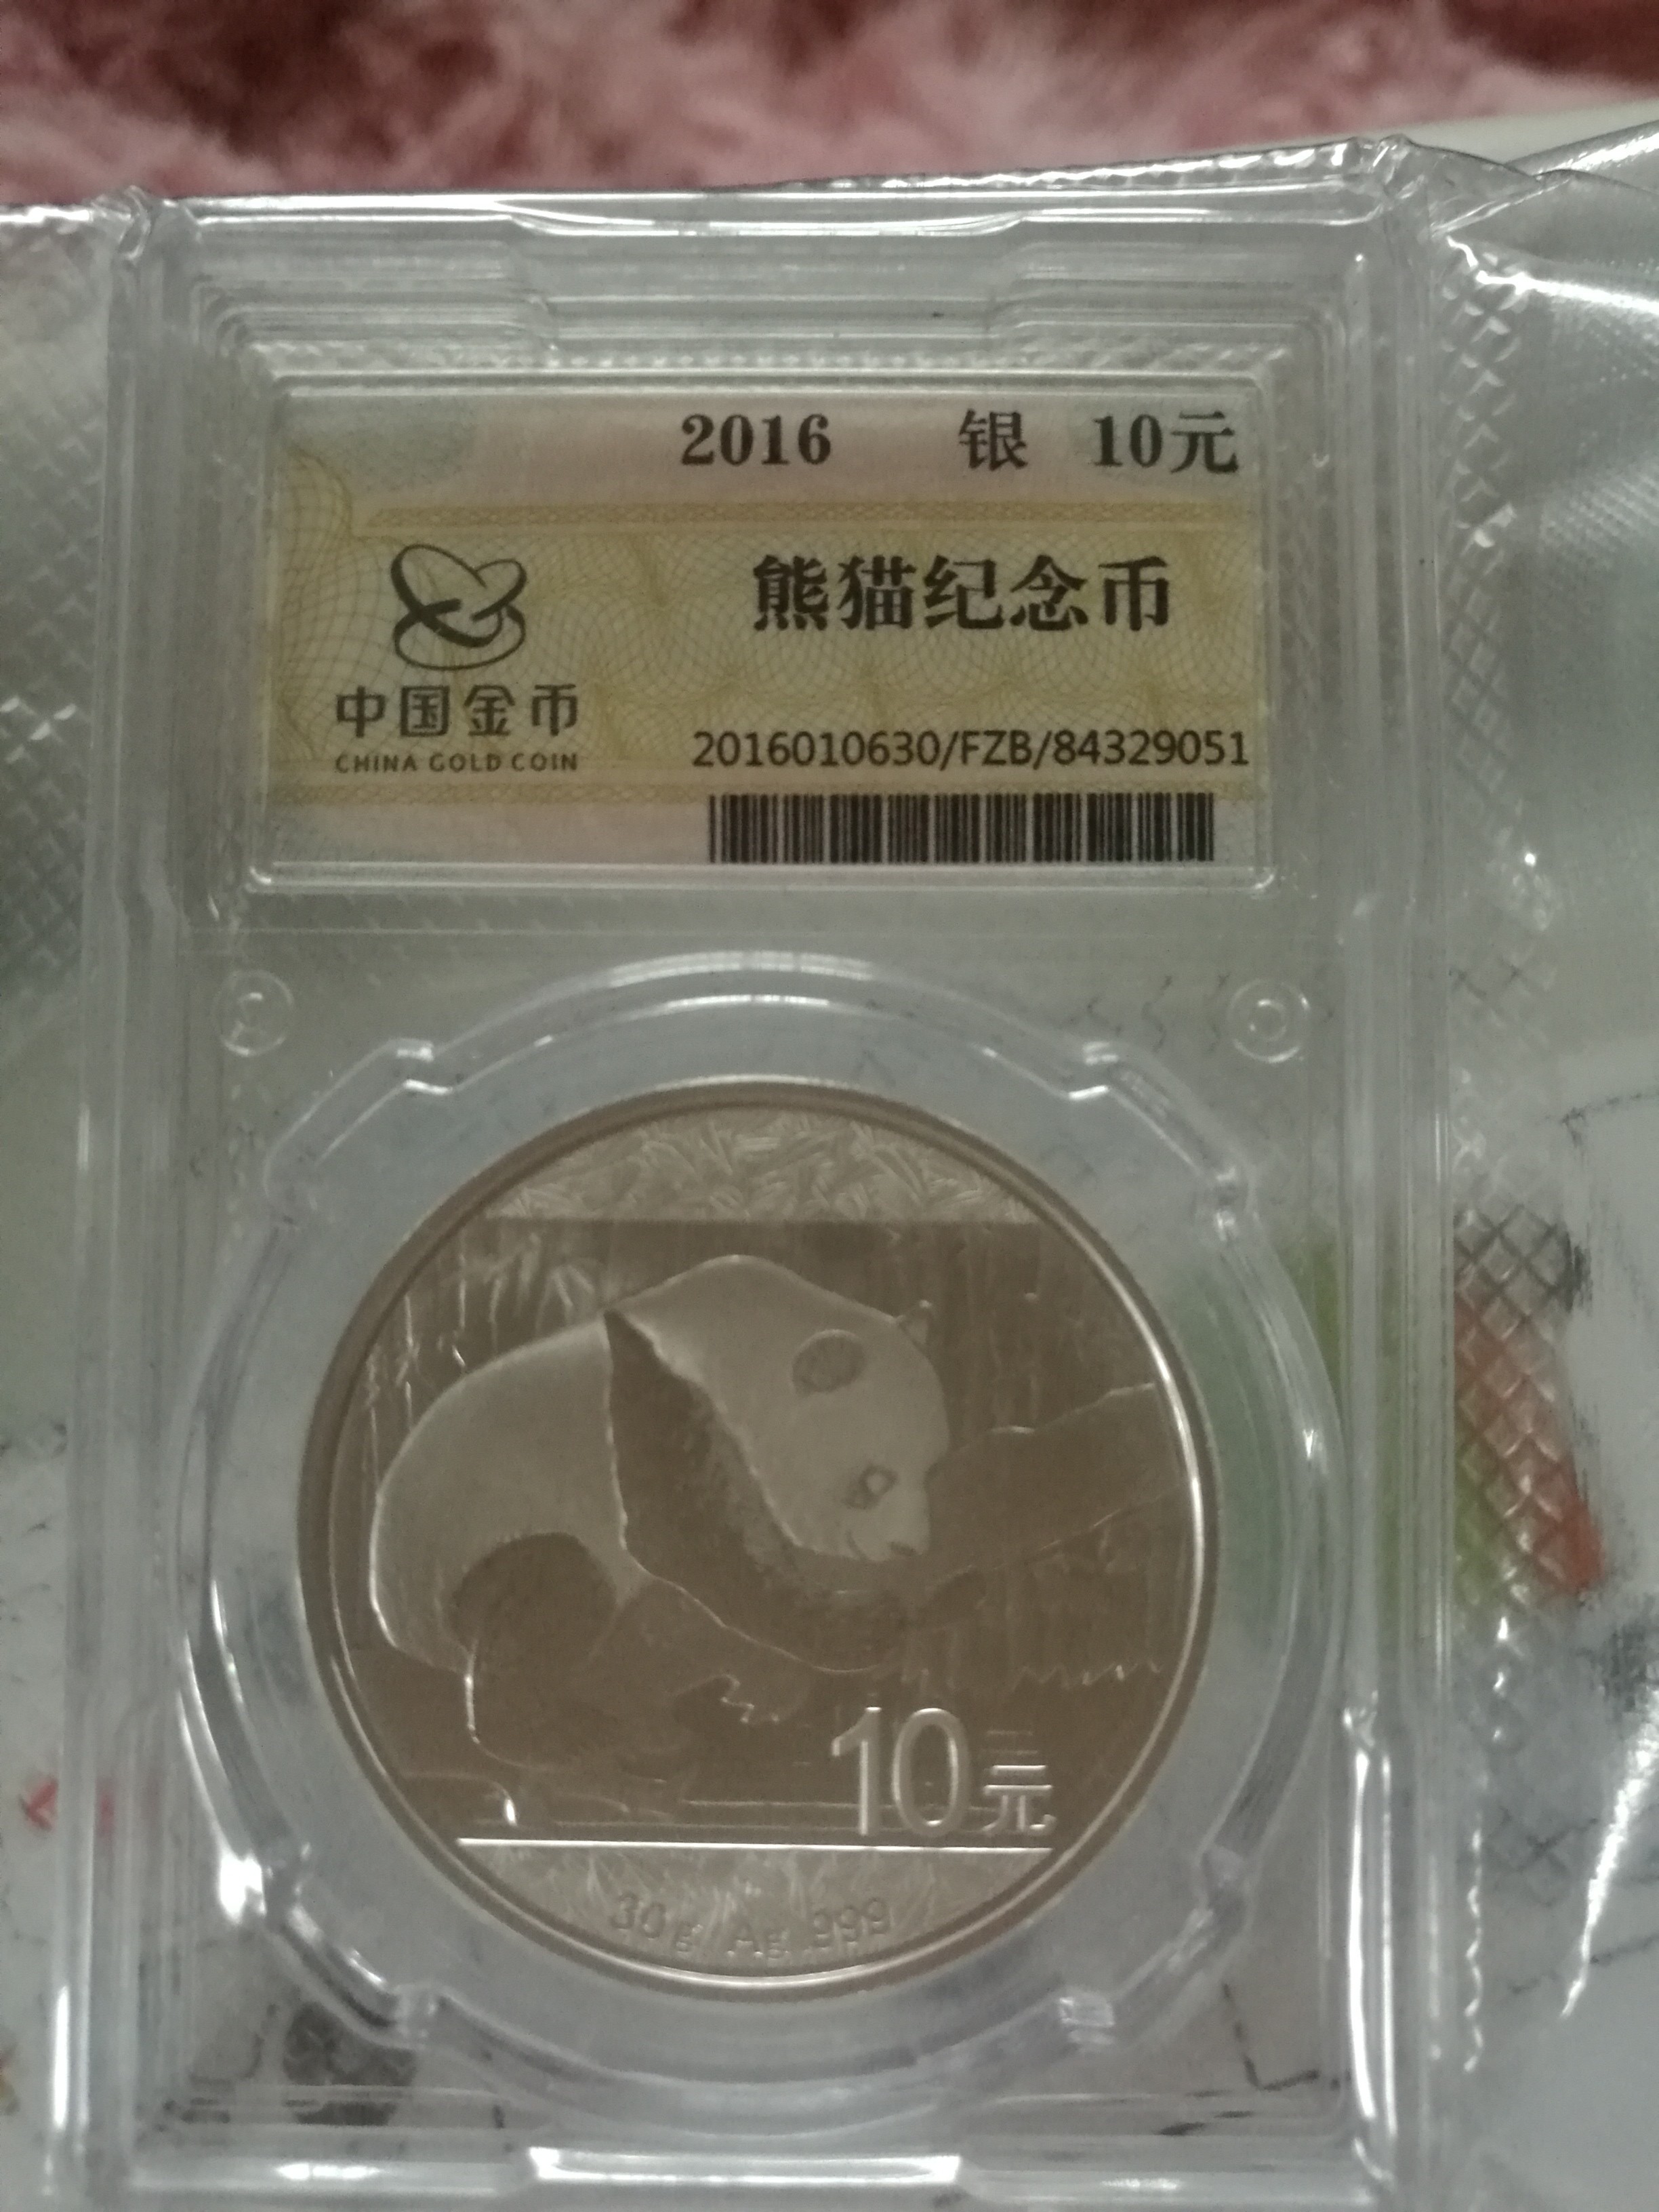 2016 银 10元
熊猫纪念币
中国金币
CHINA GOLD COIN
2016010630/FZB/84329051
10元
30g Ag.999